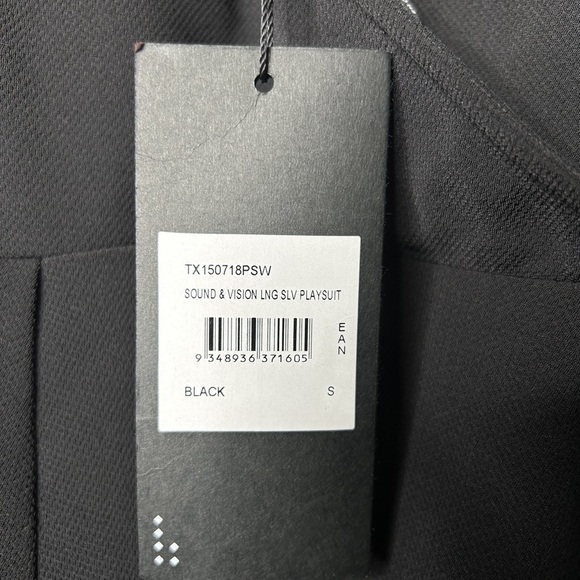 TX150718PSW
SOUND & VISION LNG SLV PLAYSUIT
EAN
9 348936 371605
BLACK S